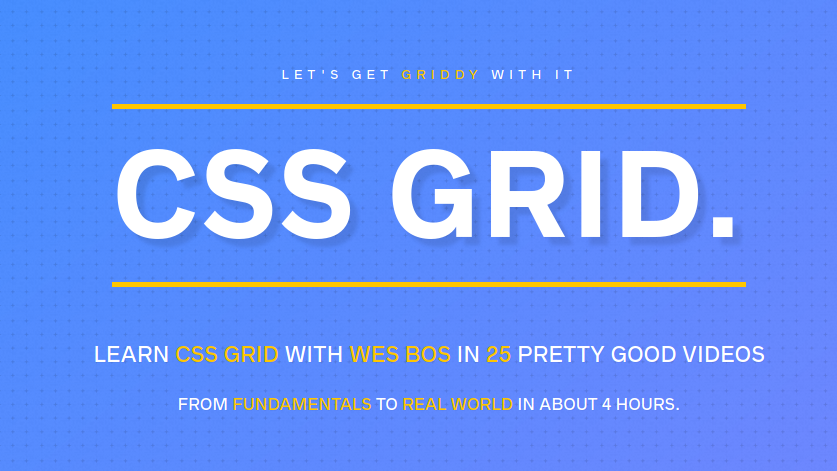 LET'S GET GRIDDY WITH IT
CSS GRID.
LEARN CSS GRID WITH WES BOS IN 25 PRETTY GOOD VIDEOS
FROM FUNDAMENTALS TO REAL WORLD IN ABOUT 4 HOURS.